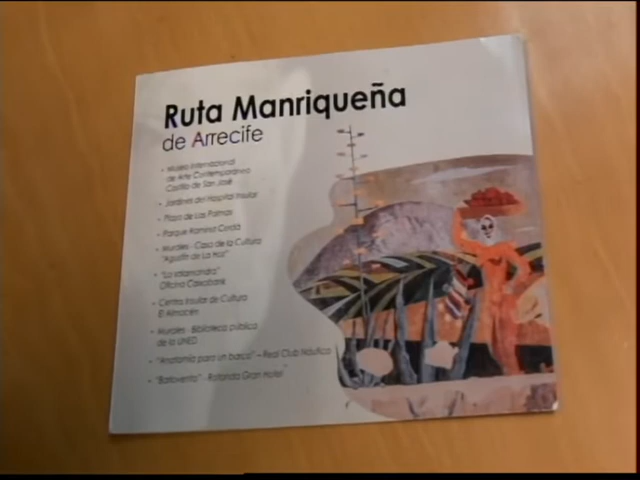 Ruta Manriqueña
de Arrecife
• Museo Internacional
de Arte Contemporáneo
Castillo de San José
• Jardines del Hospital Insular
• Plaza de Las Palmas
• Parque Ramírez Cerdá
• Murales - Casa de la Cultura
"Agustín de La Hoz"
• "La salamandra"
Oficina Caixabank
• Centro Insular de Cultura
El Almacén
• Murales - Biblioteca pública
de la UNED
• "Anatomía para un barco" – Real Club Náutico
• "Barlovento" - Rotonda Gran Hotel